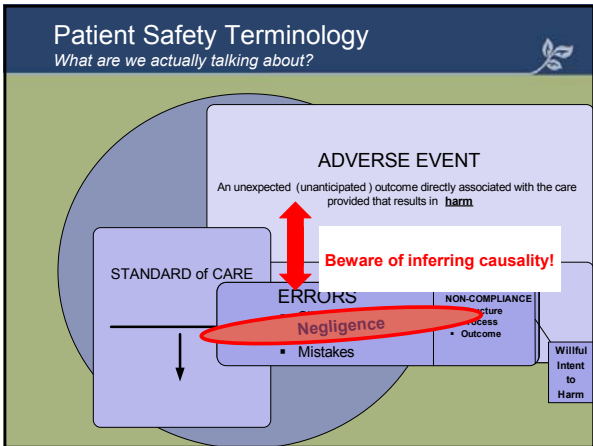 Patient Safety Terminology
What are we actually talking about?
ADVERSE EVENT
An unexpected (unanticipated ) outcome directly associated with the care
provided that results in harm
Beware of inferring causality!
STANDARD of CARE
ERRORS
Negligence
▪ Mistakes
NON-COMPLIANCE
▪ Outcome
Willful
Intent
to
Harm